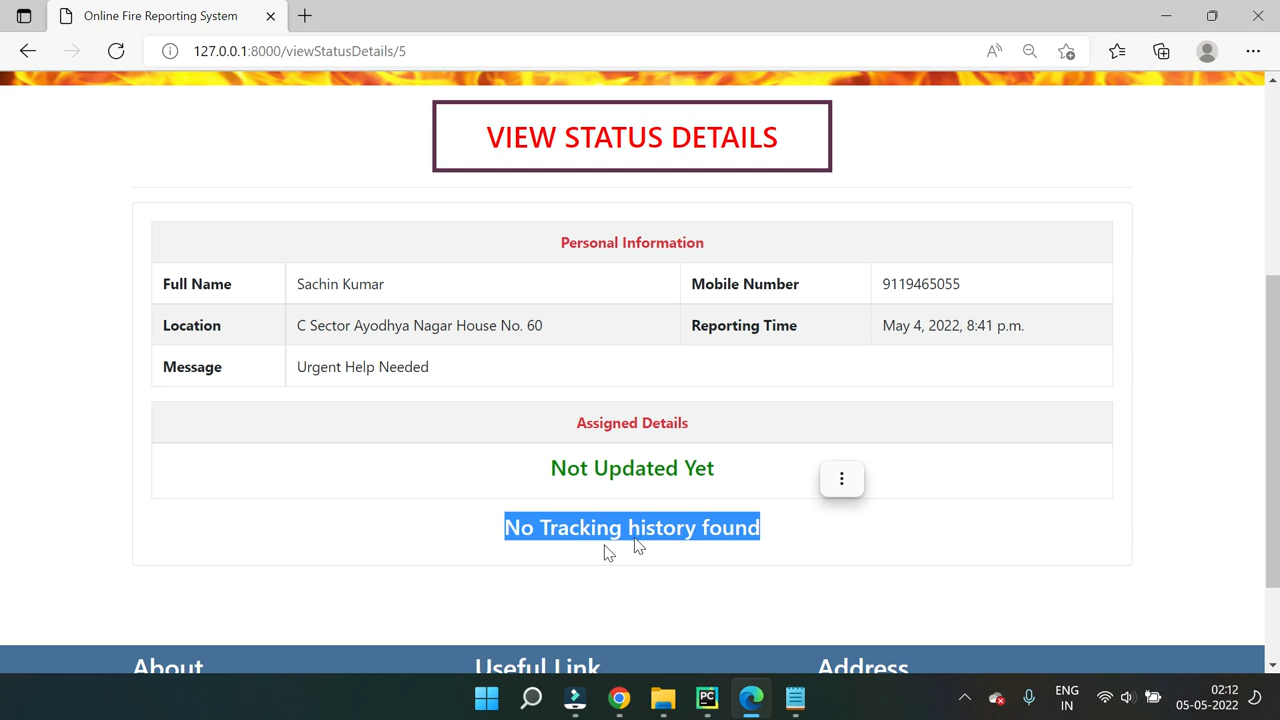 Online Fire Reporting System
127.0.0.1:8000/viewStatusDetails/5
VIEW STATUS DETAILS
Personal Information
Full Name Sachin Kumar Mobile Number 9119465055
Location C Sector Ayodhya Nagar House No. 60 Reporting Time May 4, 2022, 8:41 p.m.
Message Urgent Help Needed
Assigned Details
Not Updated Yet
No Tracking history found
About Useful Link Address
ENG 02:12
IN 05-05-2022